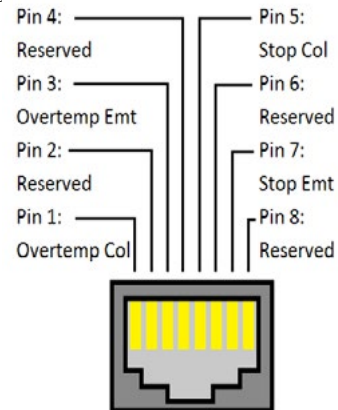 Pin 4:
Reserved
Pin 3:
Overtemp Emt
Pin 2:
Reserved
Pin 1:
Overtemp Col
Pin 5:
Stop Col
Pin 6:
Reserved
Pin 7:
Stop Emt
Pin 8:
Reserved